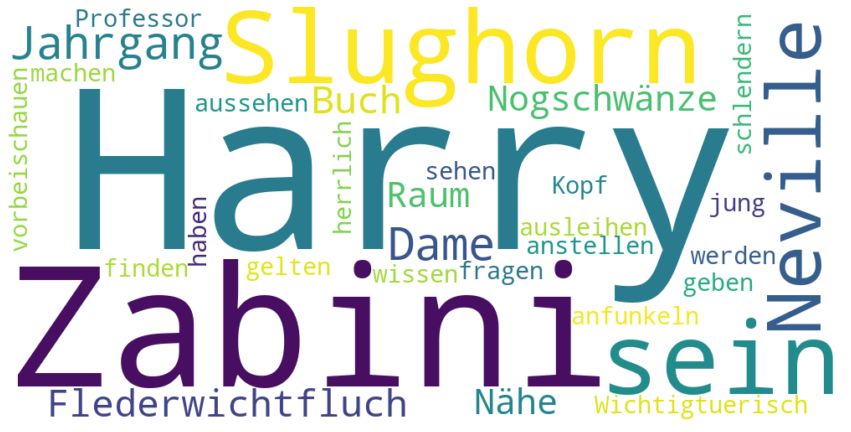 Professor
Slughorn
Jahrgang
Neville
schlendern
vorbeischauen
machen
aussehen
Buch
Nogschwänze
Harry
herrlich
sehen
Raum
Kopf
jung
haben
Dame
ausleihen
anstellen
werden
finden
gelten
wissen
fragen
geben
Zabini
anfunkeln
sein
Flederwichtfluch
Nähe
Wichtigtuerisch